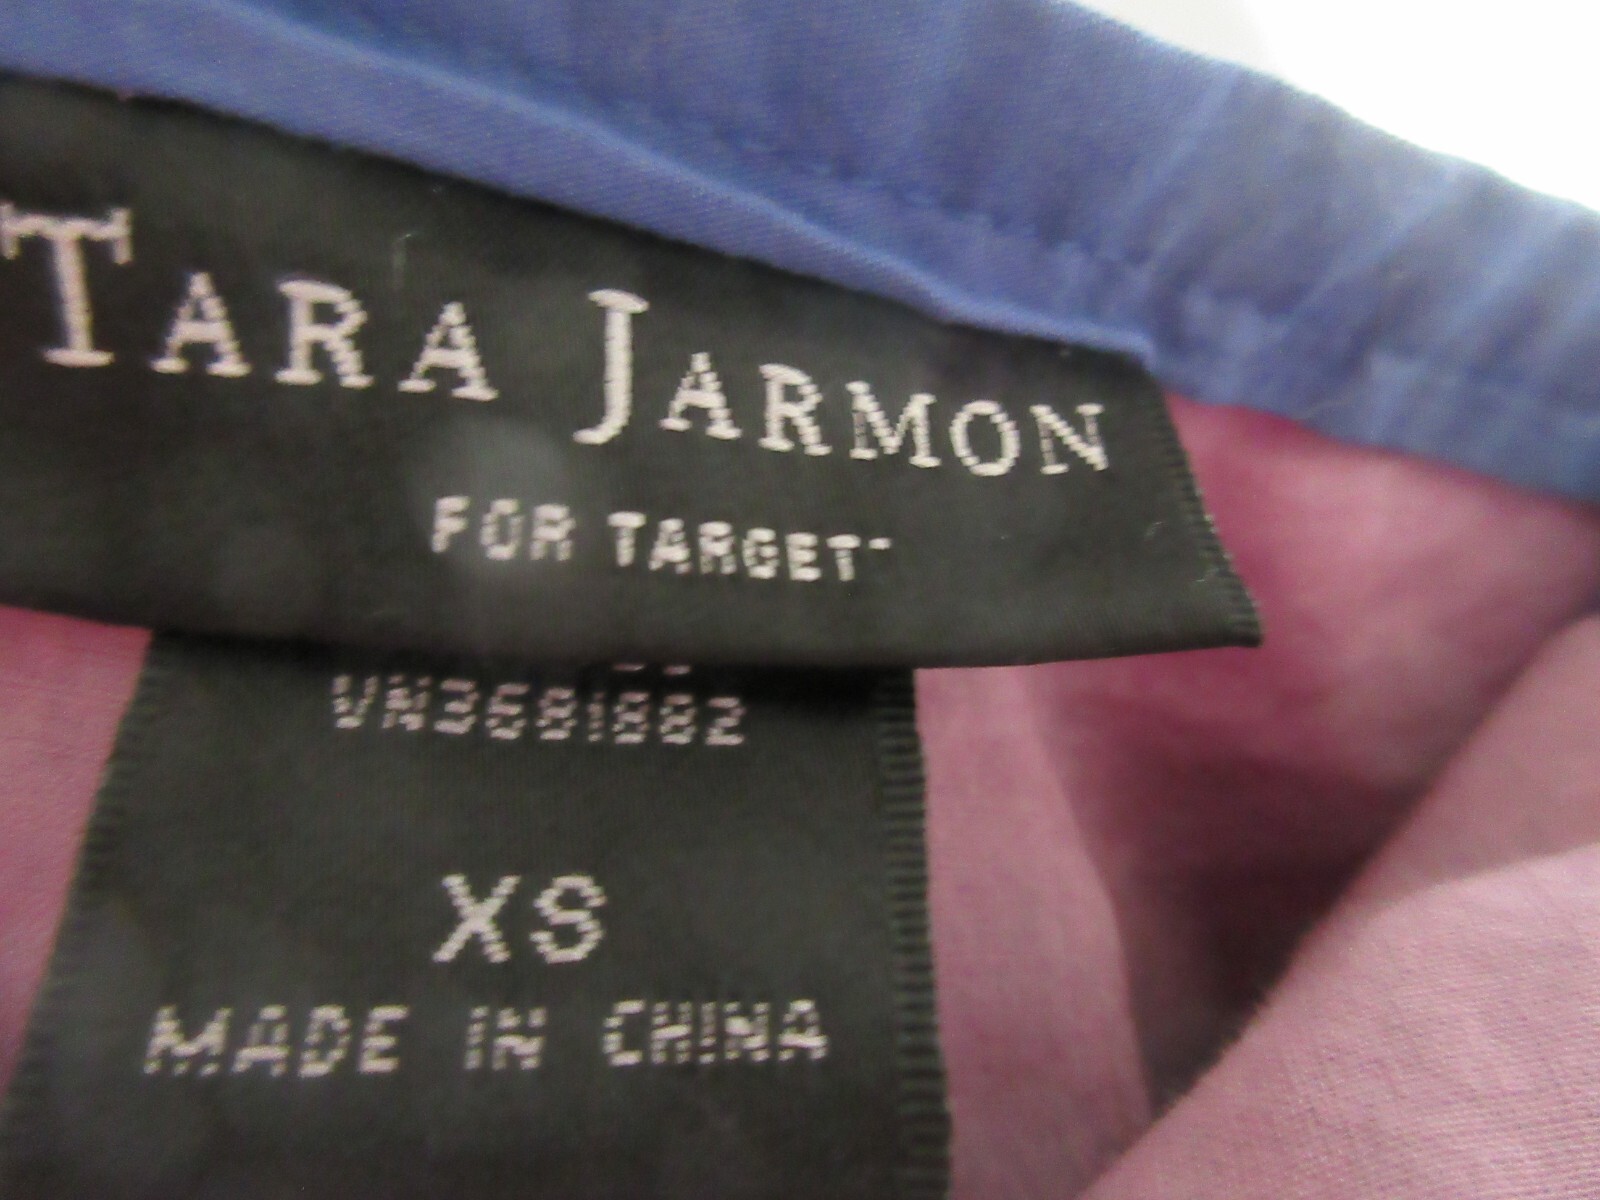 TARA JARMON
FOR TARGET
VN3681882
XS
MADE IN CHINA